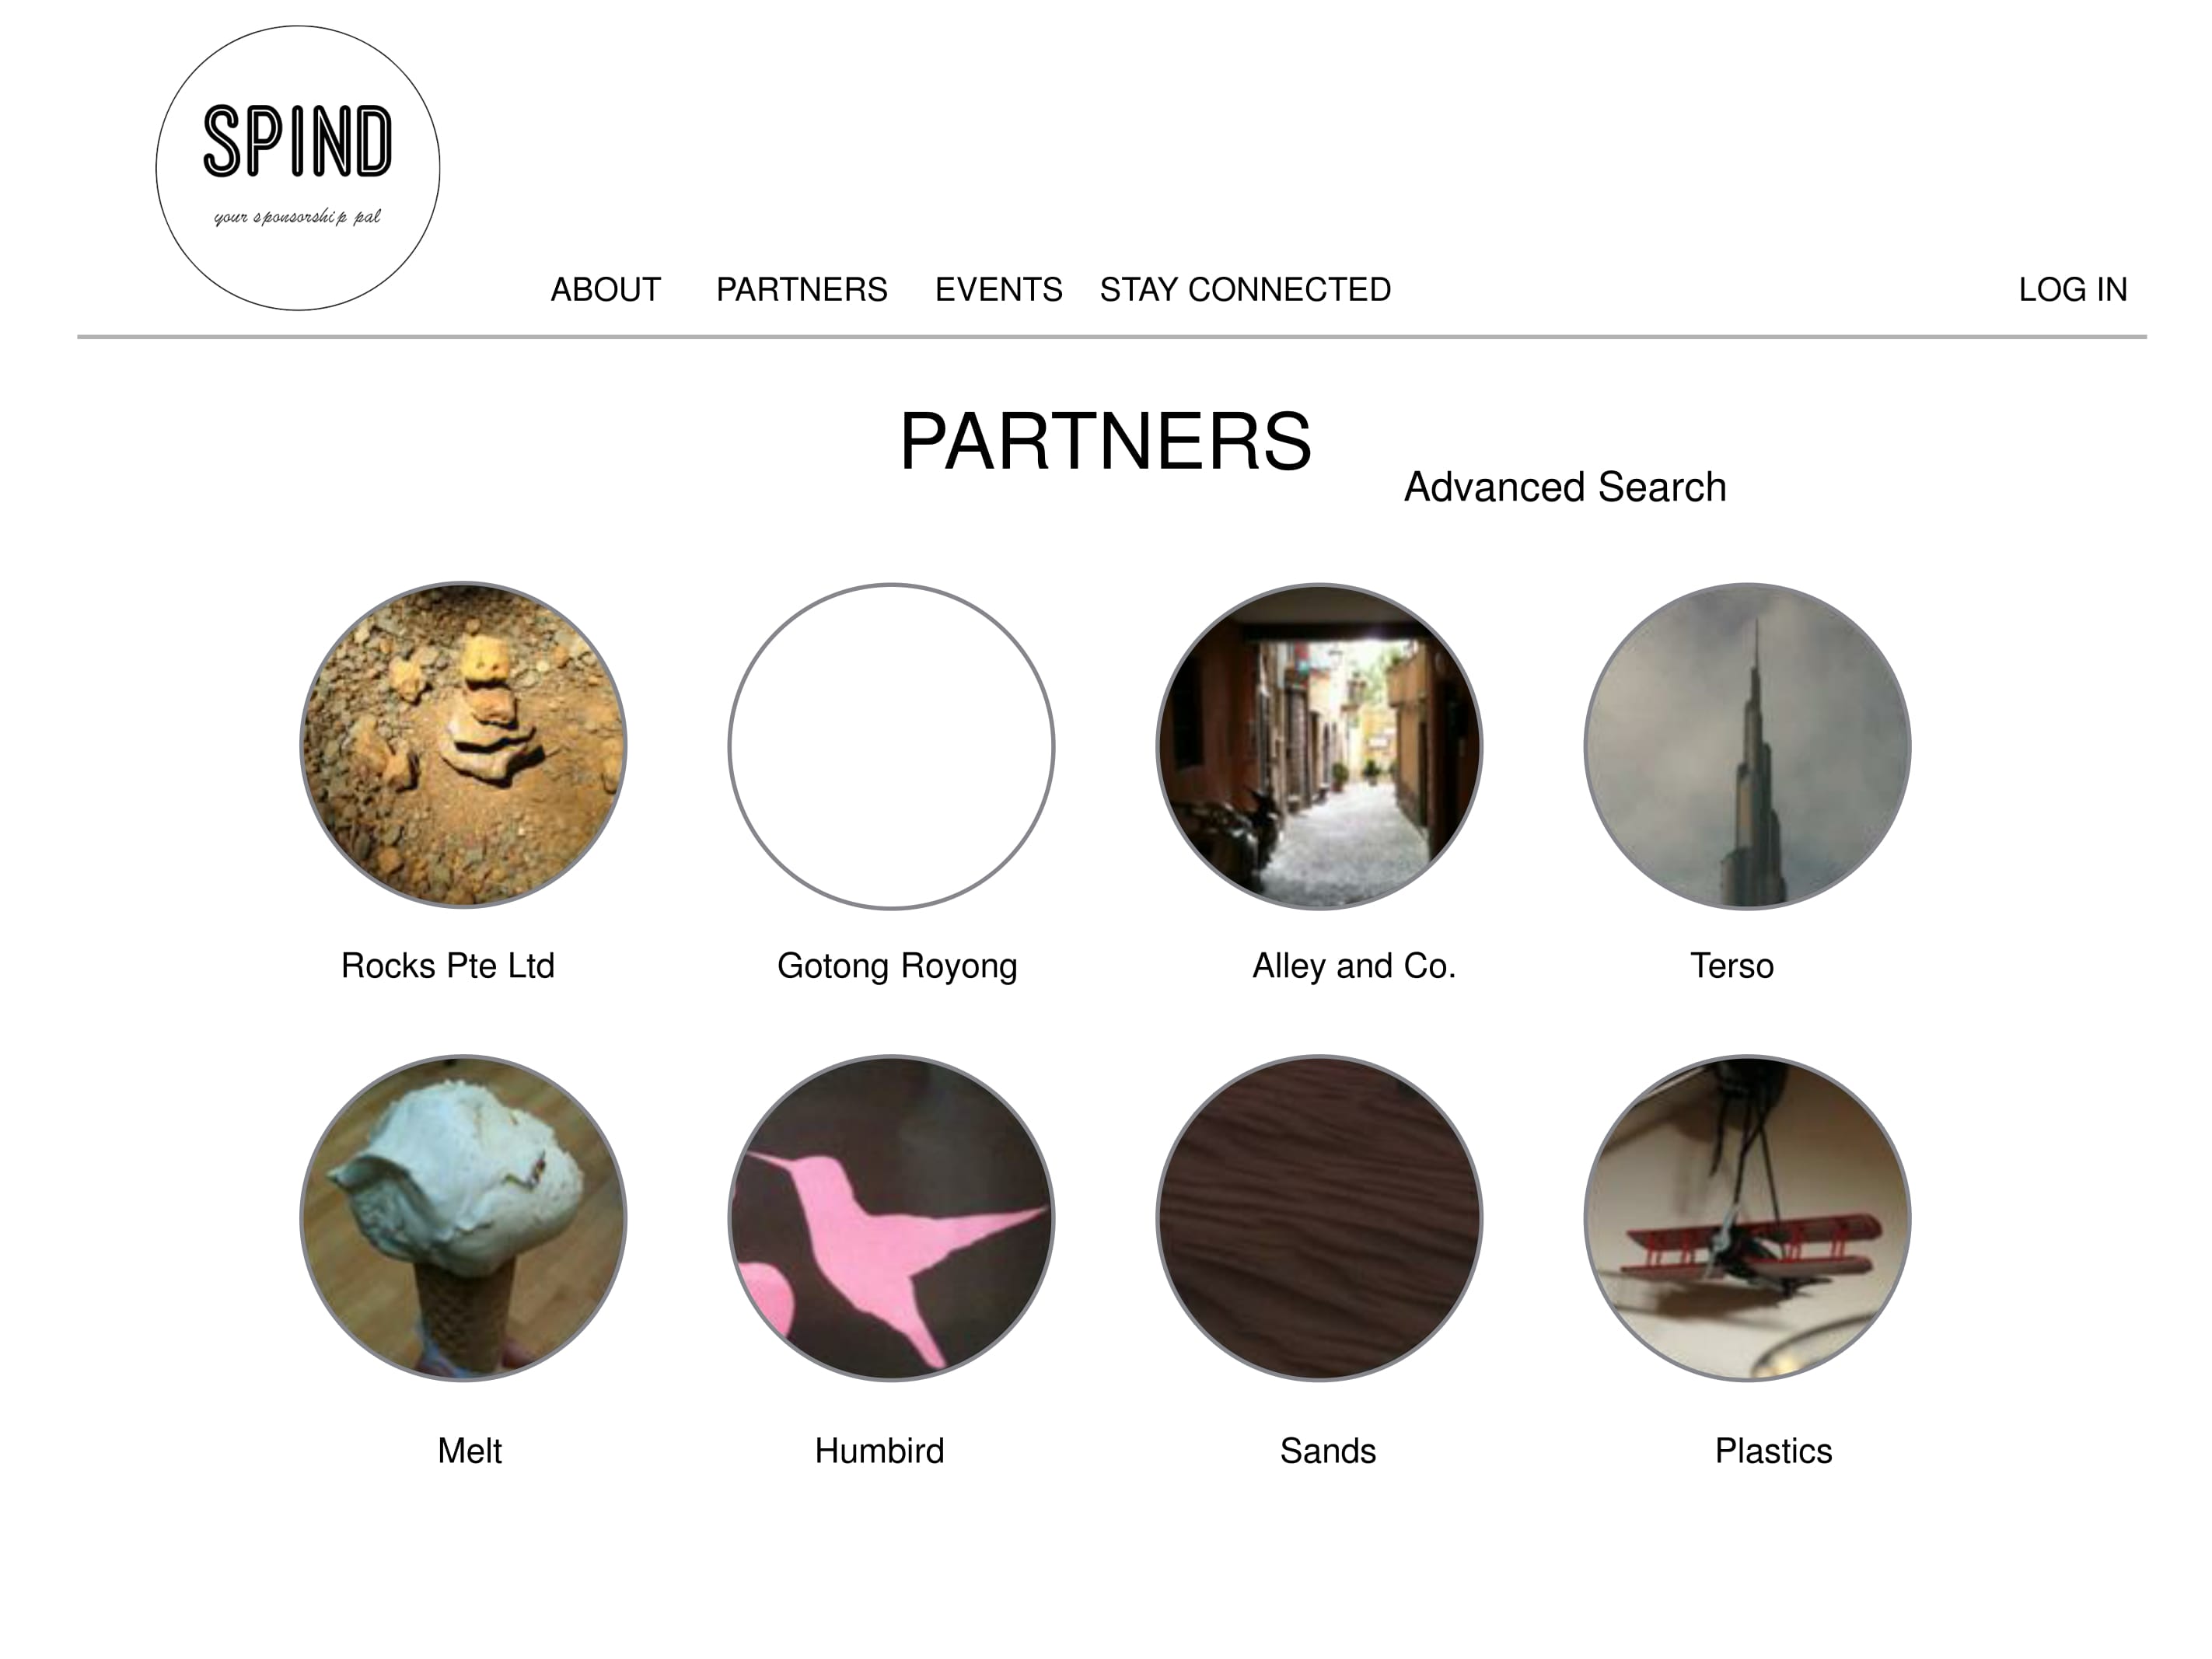 SPIND
your sponsorship pal
ABOUT PARTNERS EVENTS STAY CONNECTED LOG IN
PARTNERS
Advanced Search
Rocks Pte Ltd Gotong Royong Alley and Co. Terso
Melt Humbird Sands Plastics